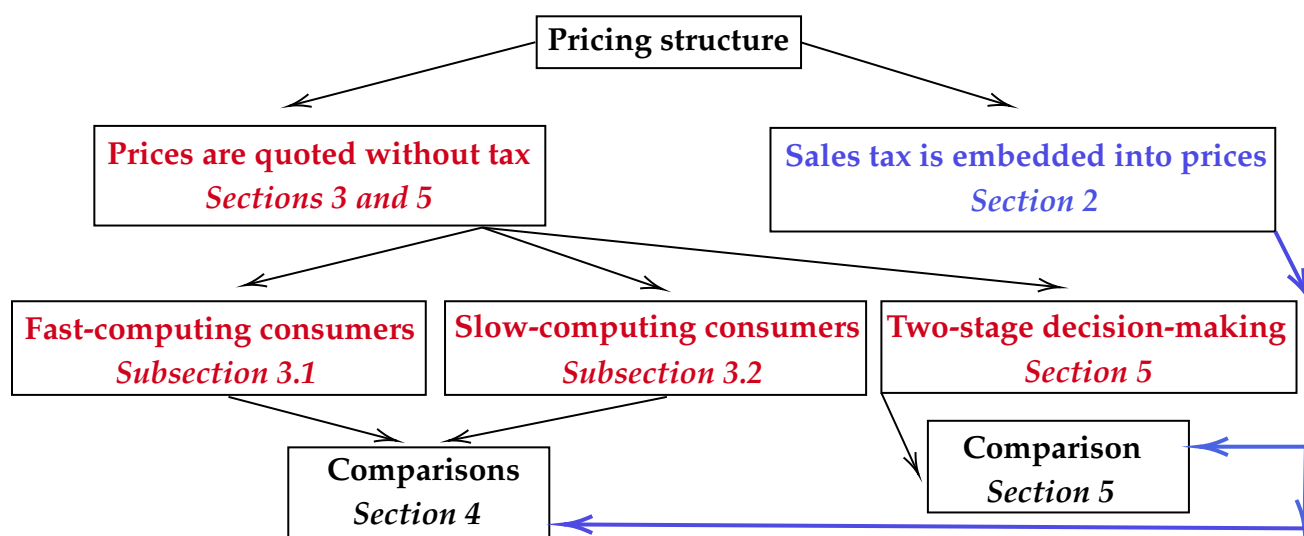 Pricing structure
Prices are quoted without tax
Sections 3 and 5
Sales tax is embedded into prices
Section 2
Fast-computing consumers
Subsection 3.1
Slow-computing consumers
Subsection 3.2
Two-stage decision-making
Section 5
Comparisons
Section 4
Comparison
Section 5